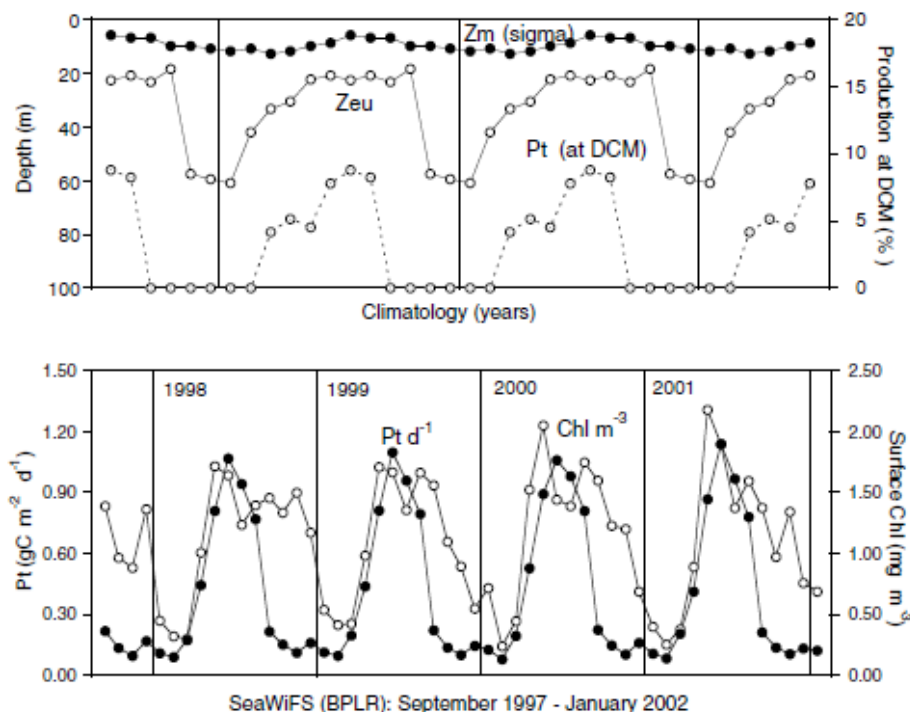 0
20
40
60
80
100
Depth (m)
Zm (sigma)
Zeu
Pt (at DCM)
20
15
10
5
0
Production at DCM (%)
Climatology (years)
1.50
1.20
0.90
0.60
0.30
0.00
Pt (gC m⁻² d⁻¹)
1998
1999
2000
2001
Pt d⁻¹
Chl m⁻³
2.50
2.00
1.50
1.00
0.50
0.00
Surface Chl (mg m⁻³)
SeaWiFS (BPLR): September 1997 - January 2002